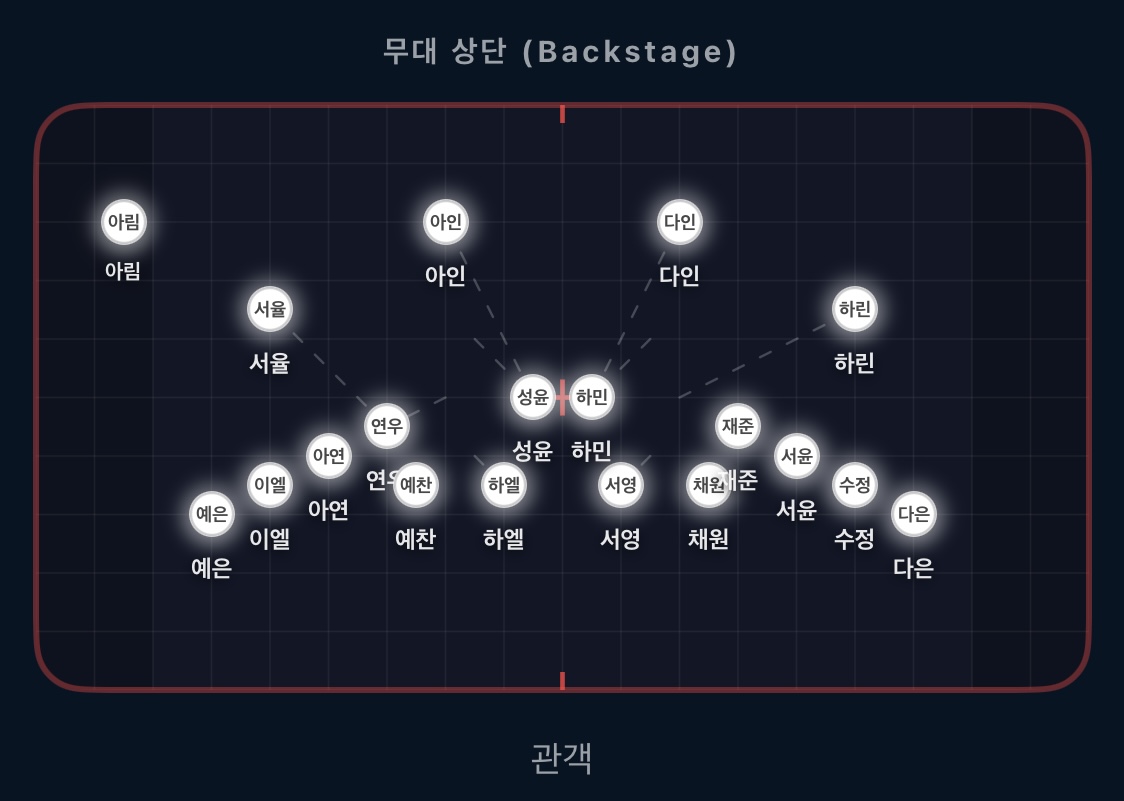 무대 상단 (Backstage)
아림
아인
다인
아림
아인
다인
서율
하린
서율
하린
성윤
하민
연우
재준
성윤
하민
아연
서윤
연우
재준
이엘
예찬
하엘
서영
채원
수정
예은
아연
서윤
다은
이엘
예찬
하엘
서영
채원
수정
예은
다은
관객